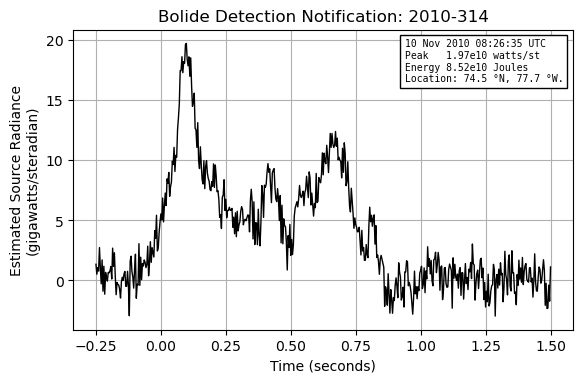 Bolide Detection Notification: 2010-314
10 Nov 2010 08:26:35 UTC
Peak   1.97e10 watts/st
Energy 8.52e10 Joules
Location: 74.5 °N, 77.7 °W.
Estimated Source Radiance
(gigawatts/steradian)
20
15
10
5
0
−0.25 0.00 0.25 0.50 0.75 1.00 1.25 1.50
Time (seconds)